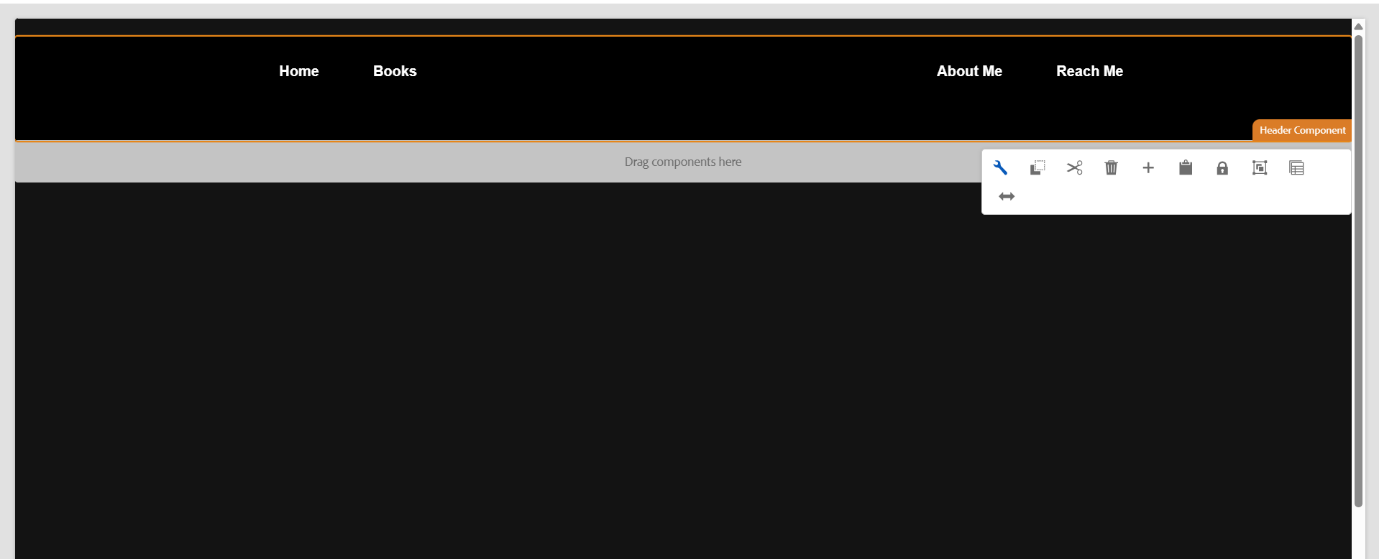 Home Books About Me Reach Me
Header Component
Drag components here